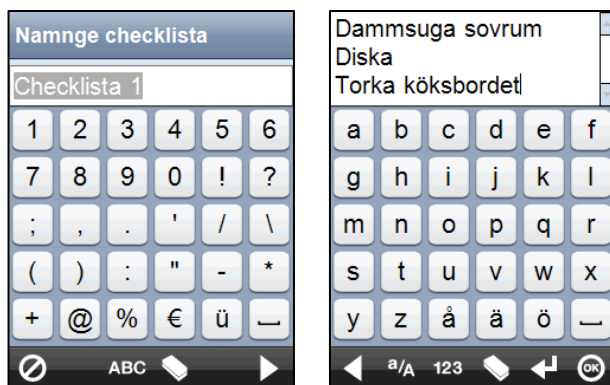 Namnge checklista
Checklista 1
1 2 3 4 5 6
7 8 9 0 ! ?
; , . ' / \
( ) : " - *
+ @ % € ü
ABC
Dammsuga sovrum
Diska
Torka köksbordet
a b c d e f
g h i j k l
m n o p q r
s t u v w x
y z å ä ö
a/A 123 OK